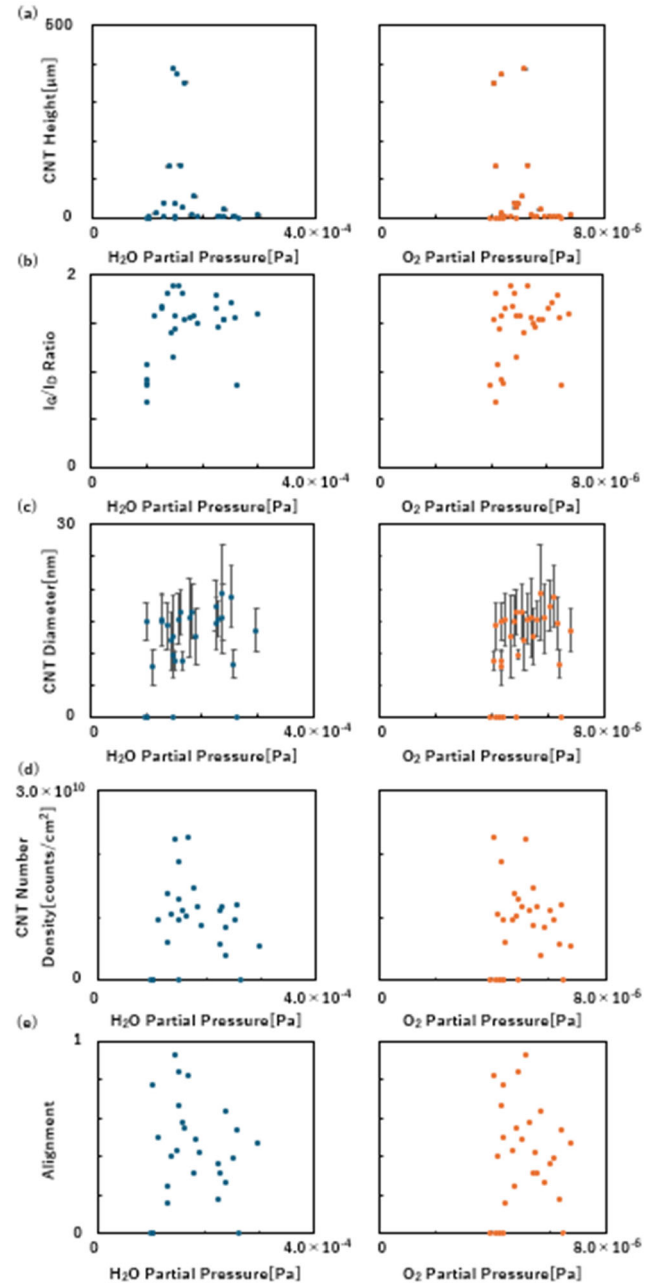 (a)
500
CNT Height[μm]
0
0
4.0×10⁻⁴
H₂O Partial Pressure[Pa]
0
8.0×10⁻⁶
O₂ Partial Pressure[Pa]
(b)
2
I_G/I_D Ratio
0
0
4.0×10⁻⁴
H₂O Partial Pressure[Pa]
0
8.0×10⁻⁶
O₂ Partial Pressure[Pa]
(c)
30
CNT Diameter[nm]
0
0
4.0×10⁻⁴
H₂O Partial Pressure[Pa]
0
8.0×10⁻⁶
O₂ Partial Pressure[Pa]
(d)
3.0×10¹⁰
CNT Number
Density[counts/cm²]
0
0
4.0×10⁻⁴
H₂O Partial Pressure[Pa]
0
8.0×10⁻⁶
O₂ Partial Pressure[Pa]
(e)
1
Alignment
0
0
4.0×10⁻⁴
H₂O Partial Pressure[Pa]
0
8.0×10⁻⁶
O₂ Partial Pressure[Pa]